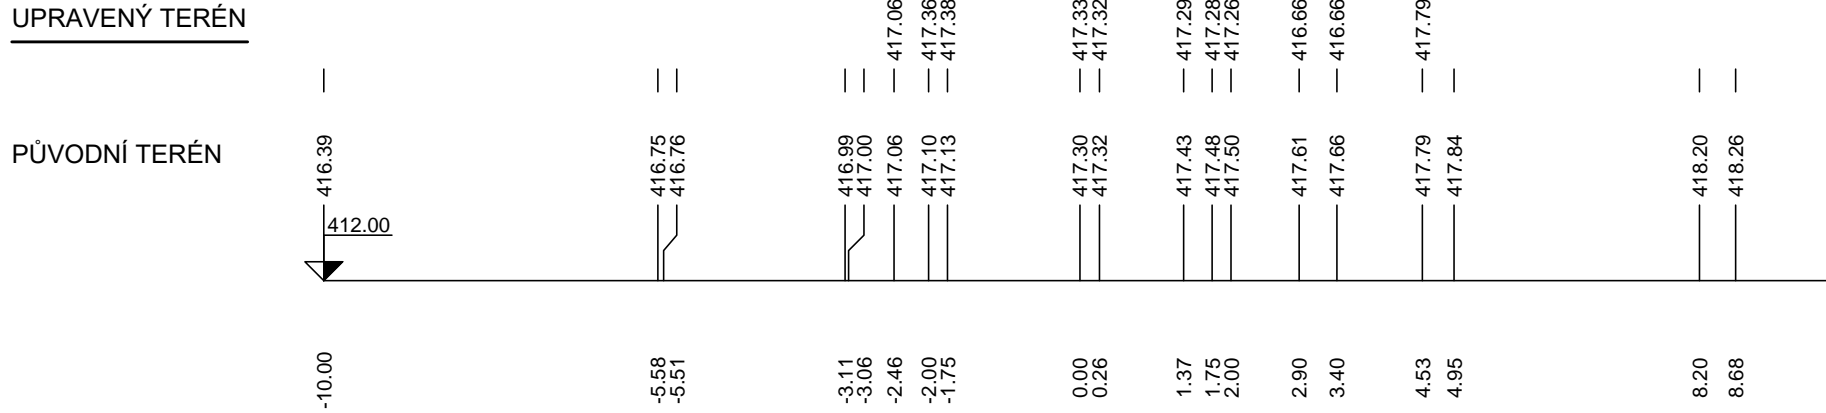 UPRAVENÝ TERÉN 417.06 417.36 417.38 417.33 417.32 417.29 417.28 417.26 416.66 416.66 417.79
PŮVODNÍ TERÉN 416.39 416.75 416.76 416.99 417.00 417.06 417.10 417.13 417.30 417.32 417.43 417.48 417.50 417.61 417.66 417.79 417.84 418.20 418.26
412.00
-10.00 -5.58 -5.51 -3.11 -3.06 -2.46 -2.00 -1.75 0.00 0.26 1.37 1.75 2.00 2.90 3.40 4.53 4.95 8.20 8.68